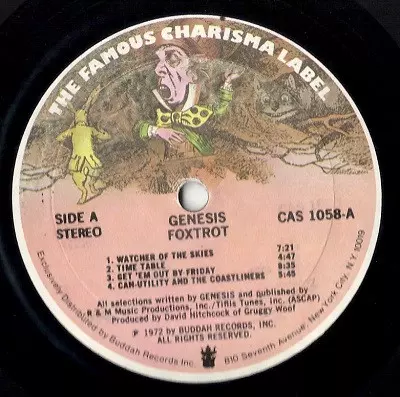 THE FAMOUS CHARISMA LABEL
SIDE A
STEREO
GENESIS
FOXTROT
CAS 1058-A
1. WATCHER OF THE SKIES 7:21
2. TIME TABLE 4:47
3. GET 'EM OUT BY FRIDAY 8:35
4. CAN-UTILITY AND THE COASTLINERS 5:45
All selections written by GENESIS and published by
R & M Music Productions, Inc./Tiflie Tunes, Inc. (ASCAP)
Produced by David Hitchcock of Gruggy Woof
℗ 1972 BY BUDDAH RECORDS, INC.
ALL RIGHTS RESERVED.
Exclusively Distributed by Buddah Records Inc. 810 Seventh Avenue, New York City, N.Y. 10019